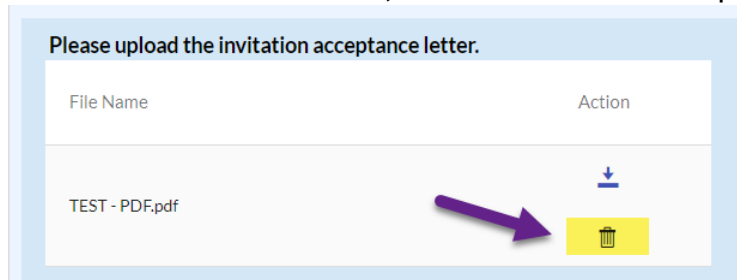 Please upload the invitation acceptance letter.
File Name Action
TEST - PDF.pdf